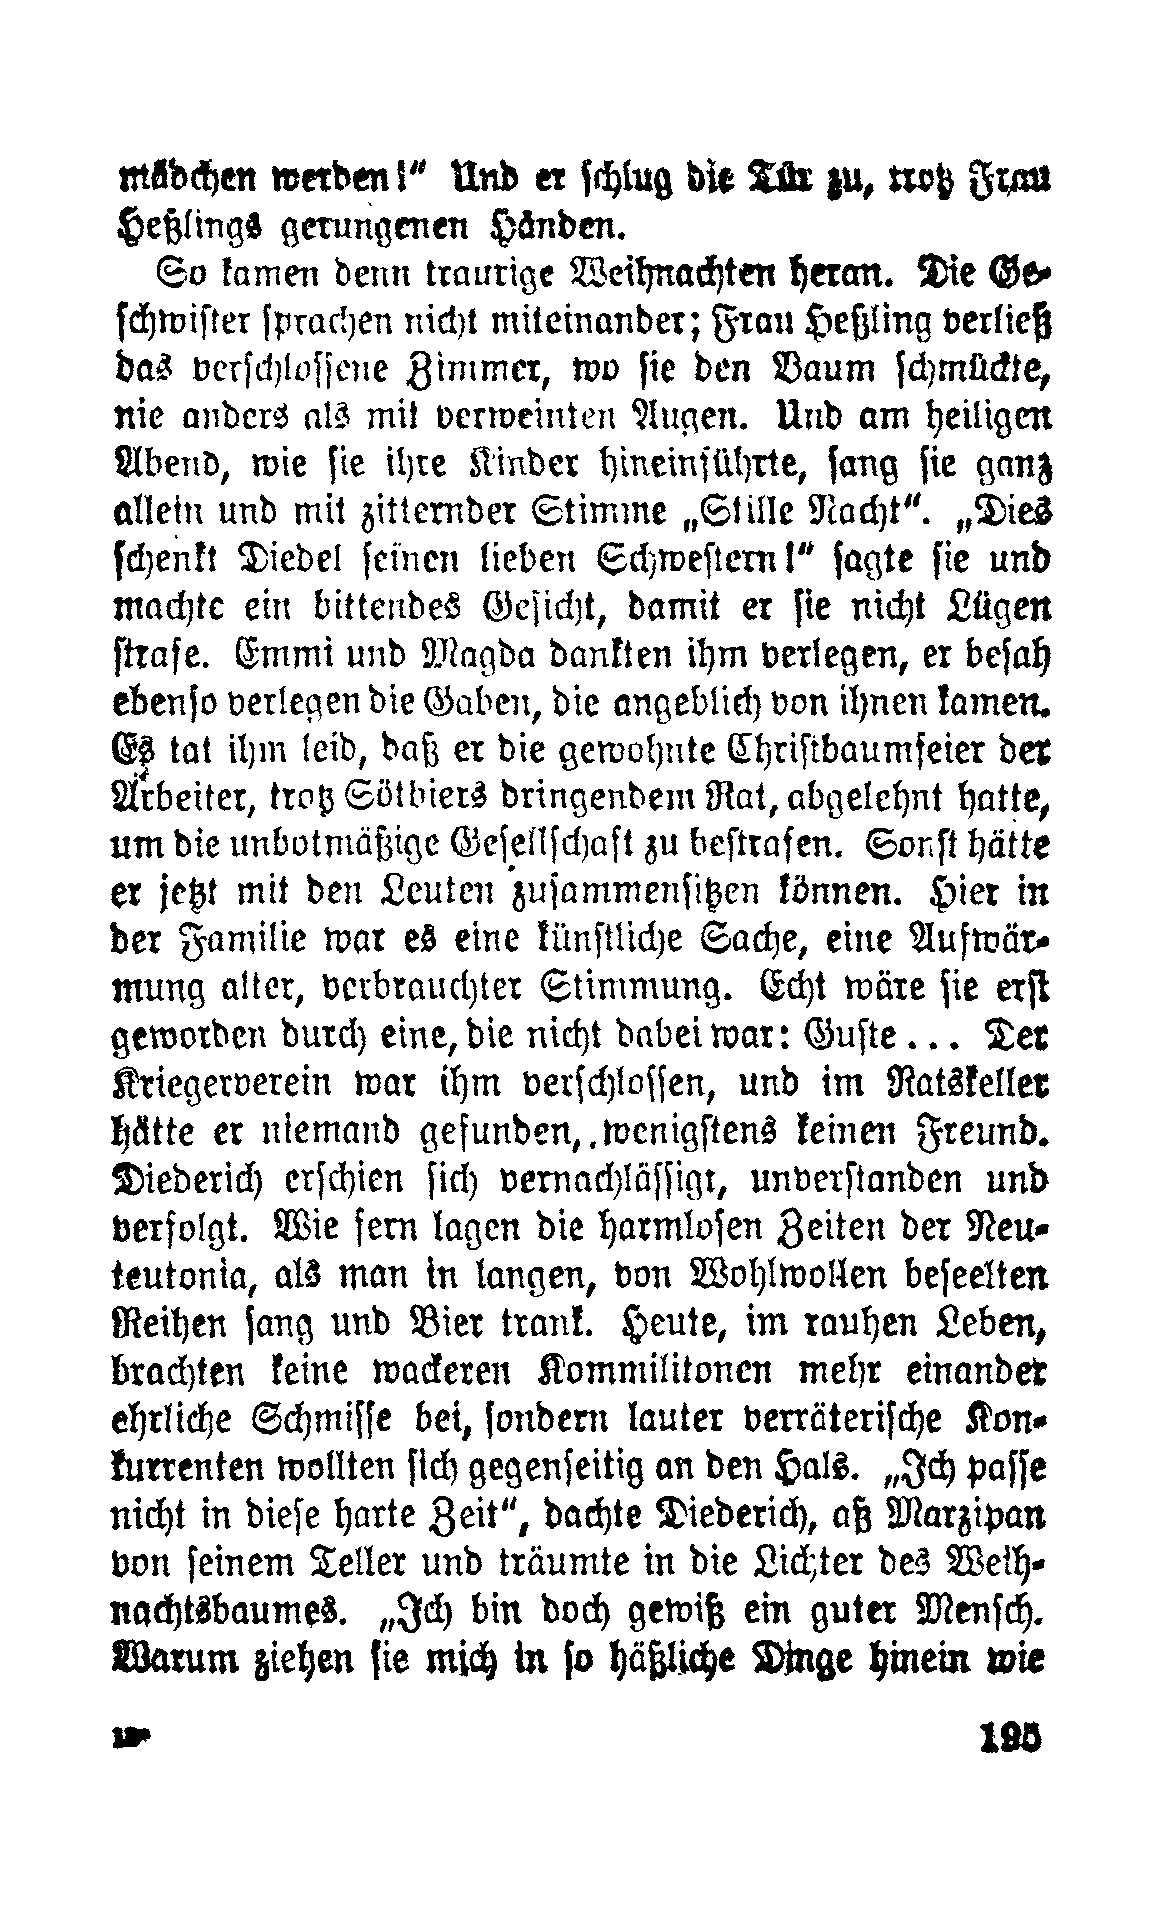 mädchen werden!“ Und er schlug die Tür zu, trotz Frau
Heßlings gerungenen Händen.
So kamen denn traurige Weihnachten heran. Die Ge-
schwister sprachen nicht miteinander; Frau Heßling verließ
das verschlossene Zimmer, wo sie den Baum schmückte,
nie anders als mit verweinten Augen. Und am heiligen
Abend, wie sie ihre Kinder hineinführte, sang sie ganz
allein und mit zitternder Stimme „Stille Nacht“. „Dies
schenkt Diedel seinen lieben Schwestern!“ sagte sie und
machte ein bittendes Gesicht, damit er sie nicht Lügen
strafe. Emmi und Magda dankten ihm verlegen, er besah
ebenso verlegen die Gaben, die angeblich von ihnen kamen.
Es tat ihm leid, daß er die gewohnte Christbaumfeier der
Arbeiter, trotz Sötbiers dringendem Rat, abgelehnt hatte,
um die unbotmäßige Gesellschaft zu bestrafen. Sonst hätte
er jetzt mit den Leuten zusammensitzen können. Hier in
der Familie war es eine künstliche Sache, eine Aufwär-
mung alter, verbrauchter Stimmung. Echt wäre sie erst
geworden durch eine, die nicht dabei war: Guste ... Der
Kriegerverein war ihm verschlossen, und im Ratskeller
hätte er niemand gefunden, wenigstens keinen Freund.
Diederich erschien sich vernachlässigt, unverstanden und
verfolgt. Wie fern lagen die harmlosen Zeiten der Neu-
teutonia, als man in langen, von Wohlwollen beseelten
Reihen sang und Bier trank. Heute, im rauhen Leben,
brachten keine wackeren Kommilitonen mehr einander
ehrliche Schmisse bei, sondern lauter verräterische Kon-
kurrenten wollten sich gegenseitig an den Hals. „Ich passe
nicht in diese harte Zeit“, dachte Diederich, aß Marzipan
von seinem Teller und träumte in die Lichter des Weih-
nachtsbaumes. „Ich bin doch gewiß ein guter Mensch.
Warum ziehen sie mich in so häßliche Dinge hinein wie
195